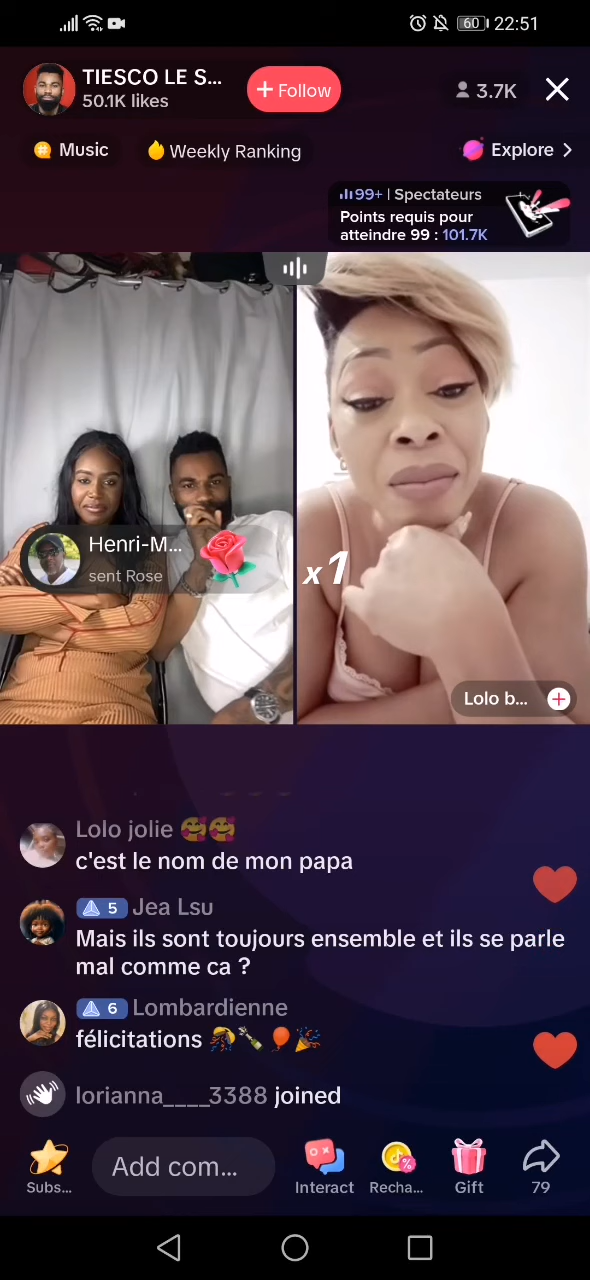 22:51
60
TIESCO LE S...
50.1K likes
+ Follow
3.7K
Music
Weekly Ranking
Explore
99+ | Spectateurs
Points requis pour
atteindre 99 : 101.7K
Henri-M...
sent Rose
x1
Lolo b...
Lolo jolie 🥰🥰
c'est le nom de mon papa
5 Jea Lsu
Mais ils sont toujours ensemble et ils se parle
mal comme ca ?
6 Lombardienne
félicitations 🎊🍾🎈🎉
lorianna____3388 joined
Subs...
Add com...
Interact
Recha...
Gift
79